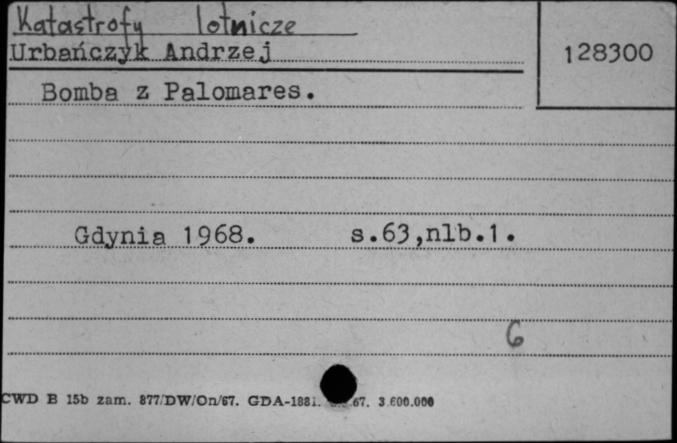 Katastrofy lotnicze
Urbańczyk Andrzej
128300
Bomba z Palomares.
Gdynia 1968. s.63,nlb.1.
6
CWD B 15b zam. 877/DW/On/67. GDA-1881. 67. 3.600.000